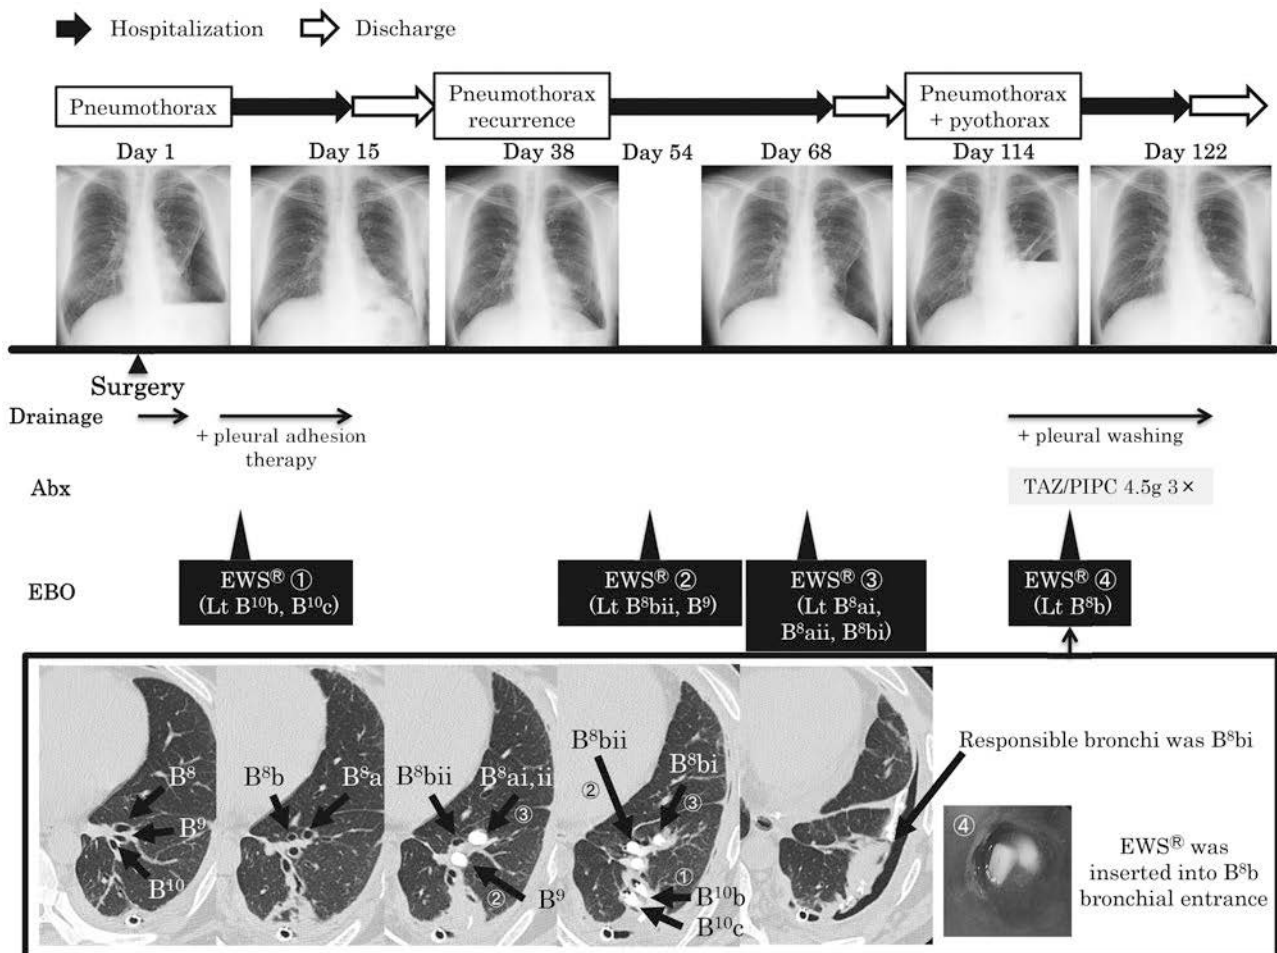 Hospitalization
Discharge
Pneumothorax
Pneumothorax
recurrence
Pneumothorax
+ pyothorax
Day 1
Day 15
Day 38
Day 54
Day 68
Day 114
Day 122
Surgery
Drainage
+ pleural adhesion
therapy
+ pleural washing
Abx
TAZ/PIPC 4.5g 3×
EBO
EWS® ①
(Lt B¹⁰b, B¹⁰c)
EWS® ②
(Lt B⁸bii, B⁹)
EWS® ③
(Lt B⁸ai,
B⁸aii, B⁸bi)
EWS® ④
(Lt B⁸b)
B⁸
B⁹
B¹⁰
B⁸b
B⁸a
B⁸bii
B⁸ai,ii
③
②
B⁹
B⁸bii
②
B⁸bi
③
①
B¹⁰b
B¹⁰c
Responsible bronchi was B⁸bi
④
EWS® was
inserted into B⁸b
bronchial entrance